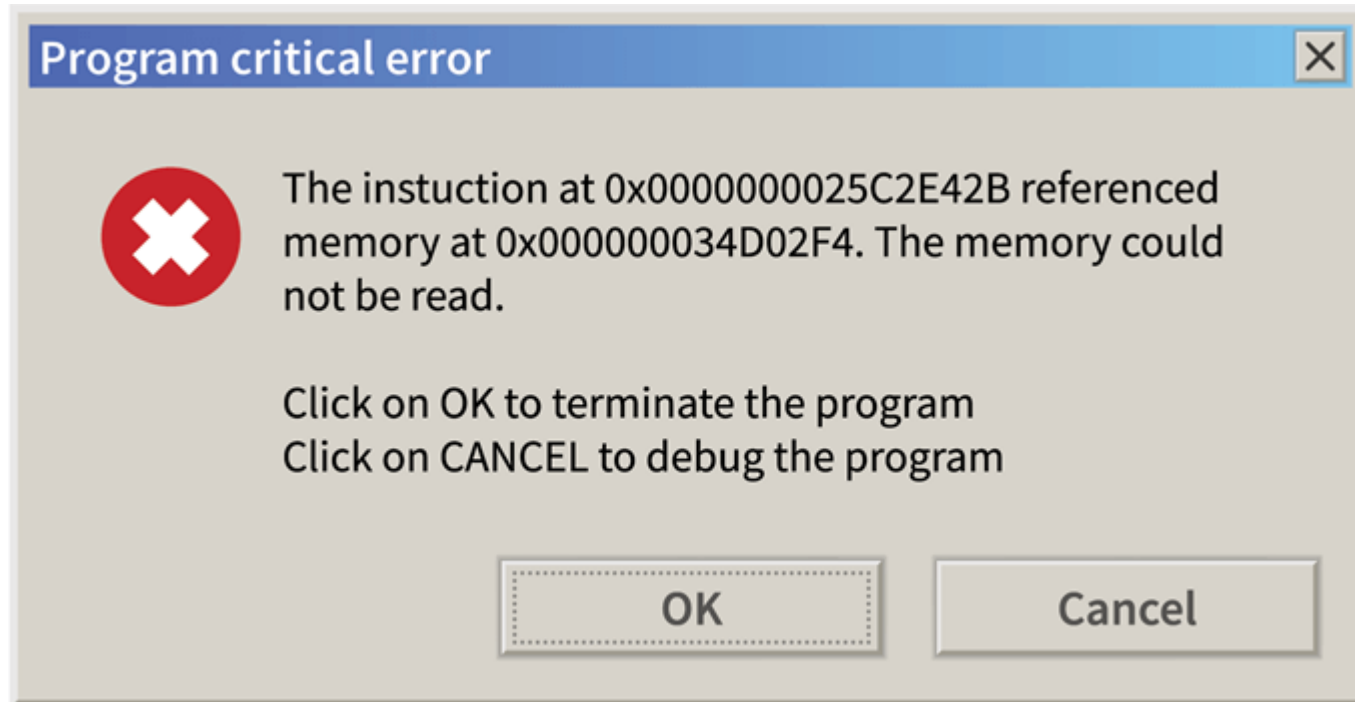 Program critical error
The instuction at 0x0000000025C2E42B referenced
memory at 0x000000034D02F4. The memory could
not be read.
Click on OK to terminate the program
Click on CANCEL to debug the program
OK
Cancel